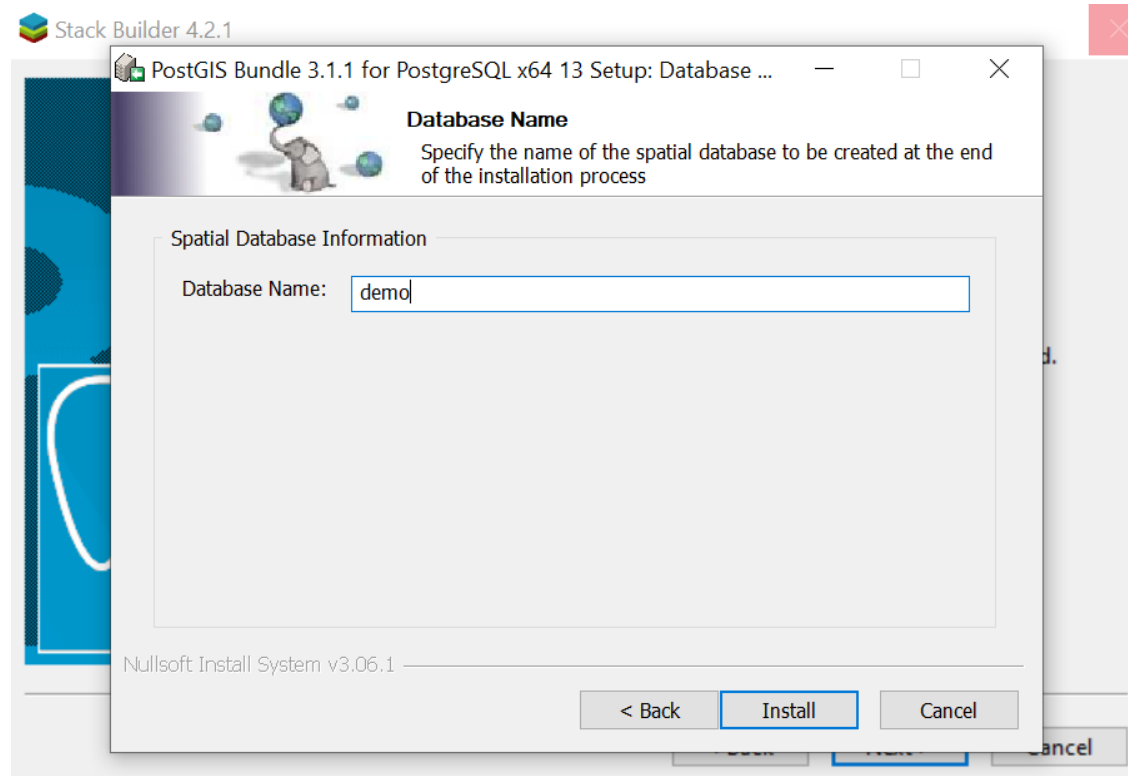 Stack Builder 4.2.1
PostGIS Bundle 3.1.1 for PostgreSQL x64 13 Setup: Database ...
Database Name
Specify the name of the spatial database to be created at the end
of the installation process
Spatial Database Information
Database Name: demo
d.
Nullsoft Install System v3.06.1
< Back Install Cancel
Cancel